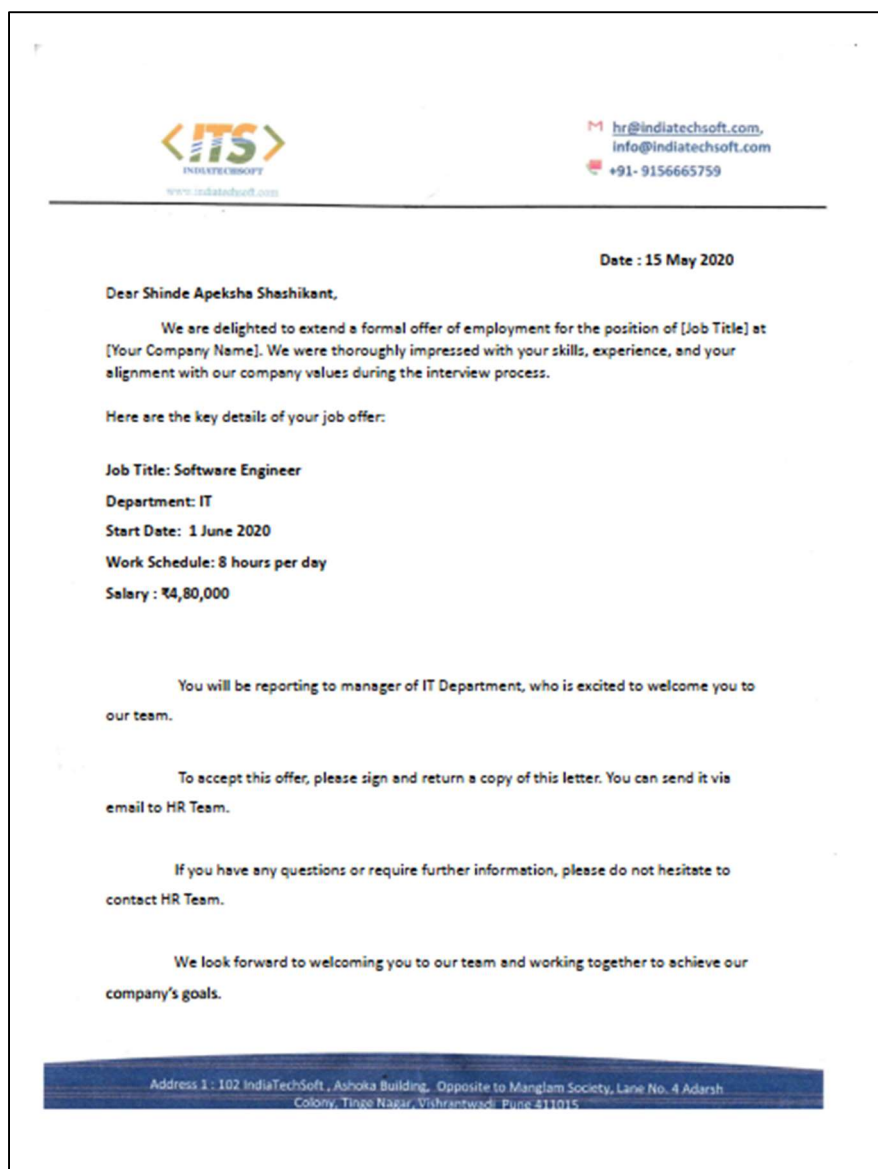 <ITS>
INDIATECHSOFT
www.indiatechsoft.com
hr@indiatechsoft.com,
info@indiatechsoft.com
+91- 9156665759
Date : 15 May 2020
Dear Shinde Apeksha Shashikant,
We are delighted to extend a formal offer of employment for the position of [Job Title] at
[Your Company Name]. We were thoroughly impressed with your skills, experience, and your
alignment with our company values during the interview process.
Here are the key details of your job offer:
Job Title: Software Engineer
Department: IT
Start Date: 1 June 2020
Work Schedule: 8 hours per day
Salary : ₹4,80,000
You will be reporting to manager of IT Department, who is excited to welcome you to
our team.
To accept this offer, please sign and return a copy of this letter. You can send it via
email to HR Team.
If you have any questions or require further information, please do not hesitate to
contact HR Team.
We look forward to welcoming you to our team and working together to achieve our
company's goals.
Address 1 : 102 IndiaTechSoft , Ashoka Building, Opposite to Manglam Society, Lane No. 4 Adarsh
Colony, Tinge Nagar, Vishrantwadi Pune 411015